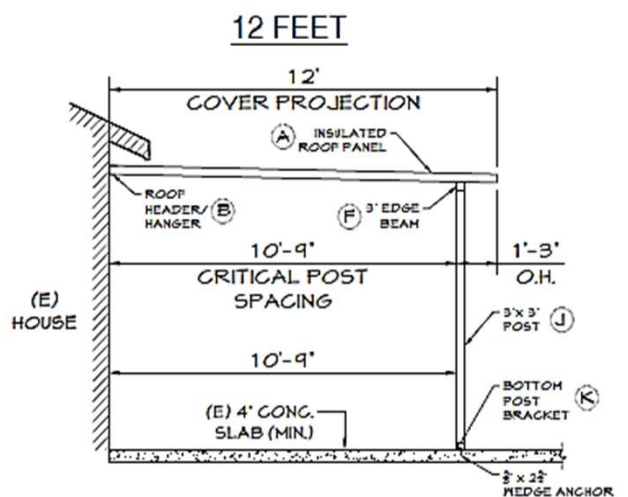 12 FEET
12'
COVER PROJECTION
A INSULATED
ROOF PANEL
ROOF
HEADER/
HANGER B
F 3" EDGE
BEAM
10'-9"
CRITICAL POST
SPACING
1'-3"
O.H.
(E)
HOUSE
3"x 3"
POST J
10'-9"
(E) 4" CONC.
SLAB (MIN.)
BOTTOM
POST
BRACKET K
WEDGE ANCHOR